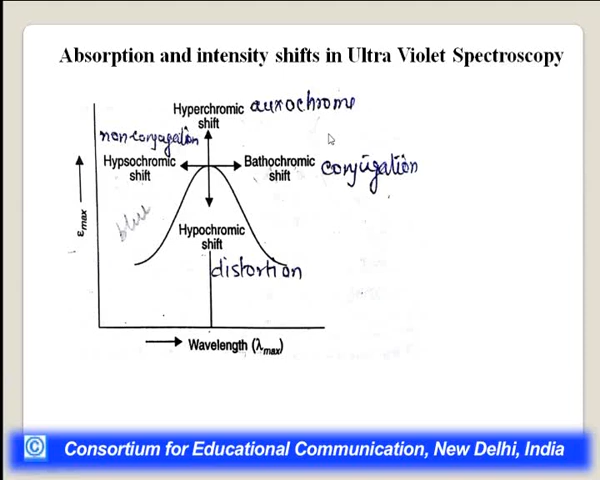 Absorption and intensity shifts in Ultra Violet Spectroscopy
Hyperchromic shift auxochrome
non conjugation
Hypsochromic shift
Bathochromic shift conjugation
εmax
blue
Hypochromic shift
distortion
Wavelength (λmax)
© Consortium for Educational Communication, New Delhi, India